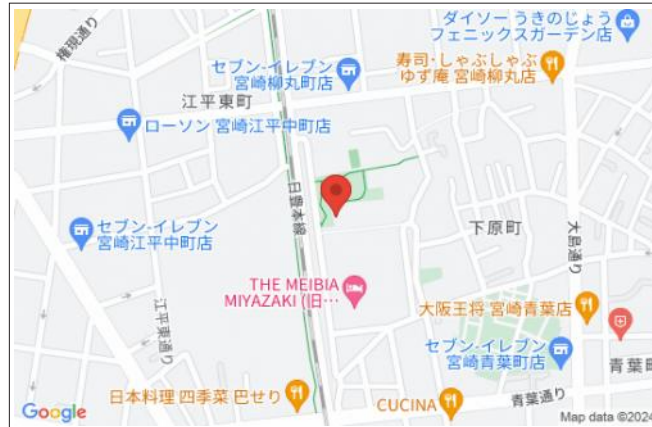 ダイソー うきのじょう
フェニックスガーデン店
権現通り
セブン-イレブン
宮崎柳丸町店
寿司・しゃぶしゃぶ
ゆず庵 宮崎柳丸店
江平東町
ローソン 宮崎江平中町店
日豊本線
セブン-イレブン
宮崎江平中町店
下原町
大島通り
THE MEIBIA
MIYAZAKI (旧
…
江平東通り
大阪王将 宮崎青葉店
セブン-イレブン
宮崎青葉町店
青葉町
日本料理 四季菜 巴せり
CUCINA
青葉通り
Google
Map data ©2024